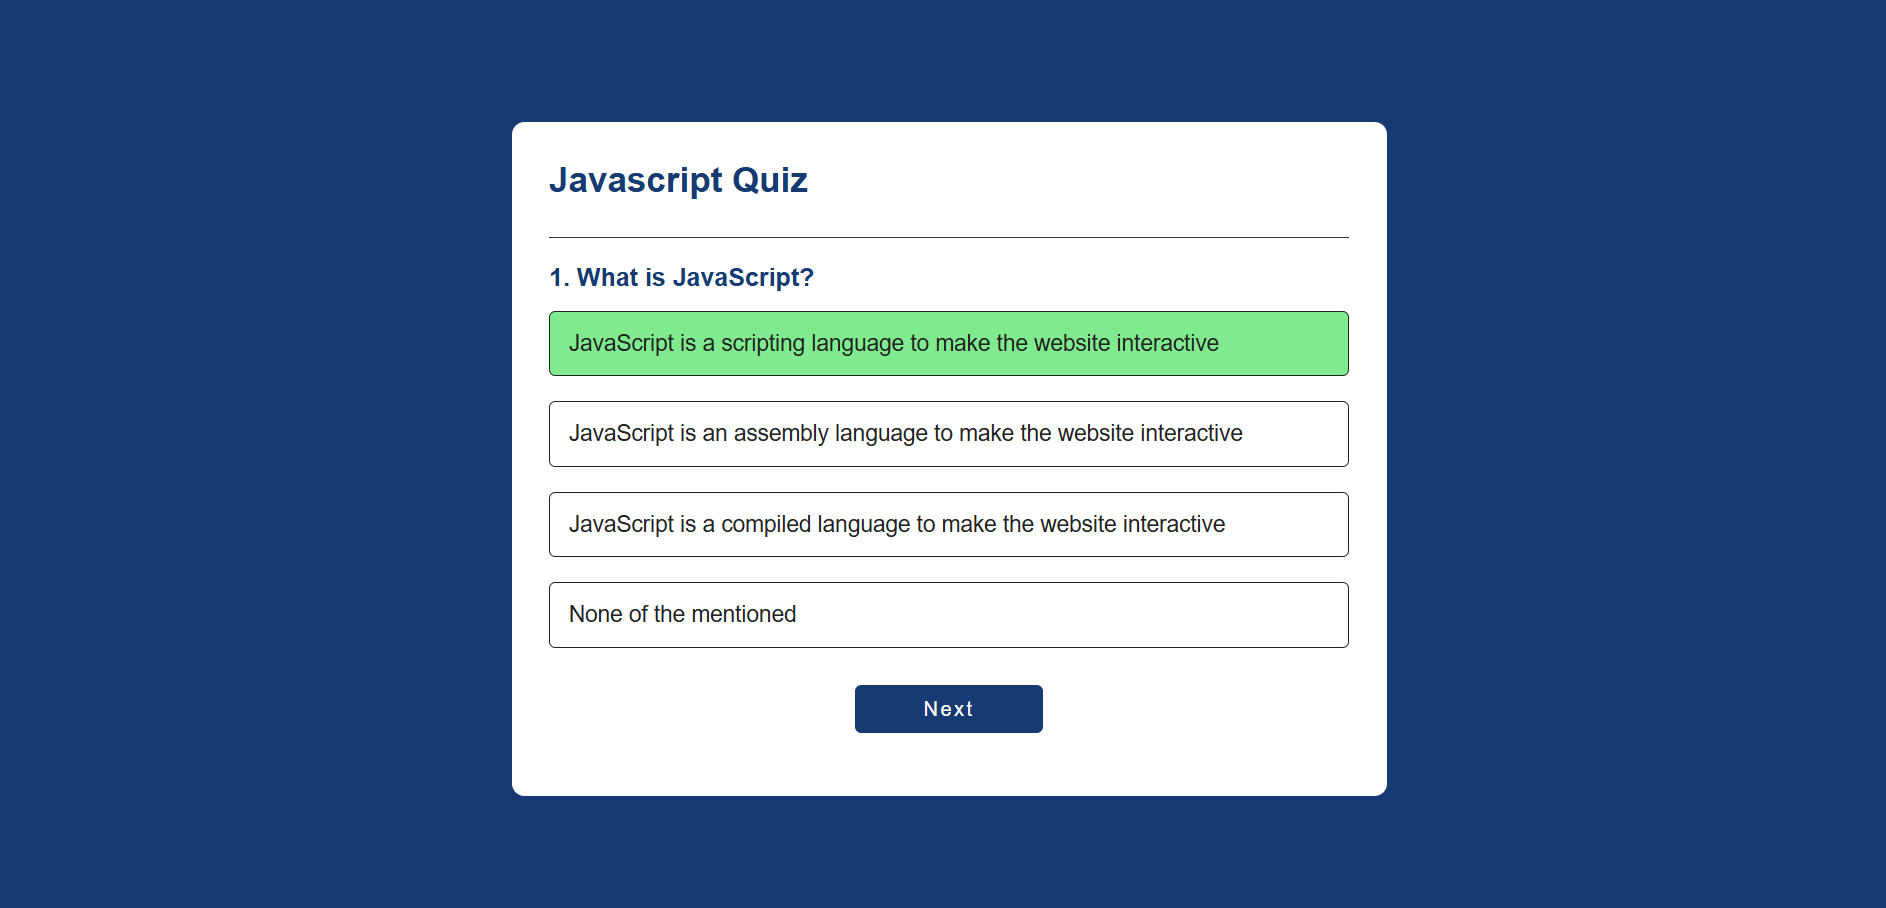 Javascript Quiz
1. What is JavaScript?
JavaScript is a scripting language to make the website interactive
JavaScript is an assembly language to make the website interactive
JavaScript is a compiled language to make the website interactive
None of the mentioned
Next